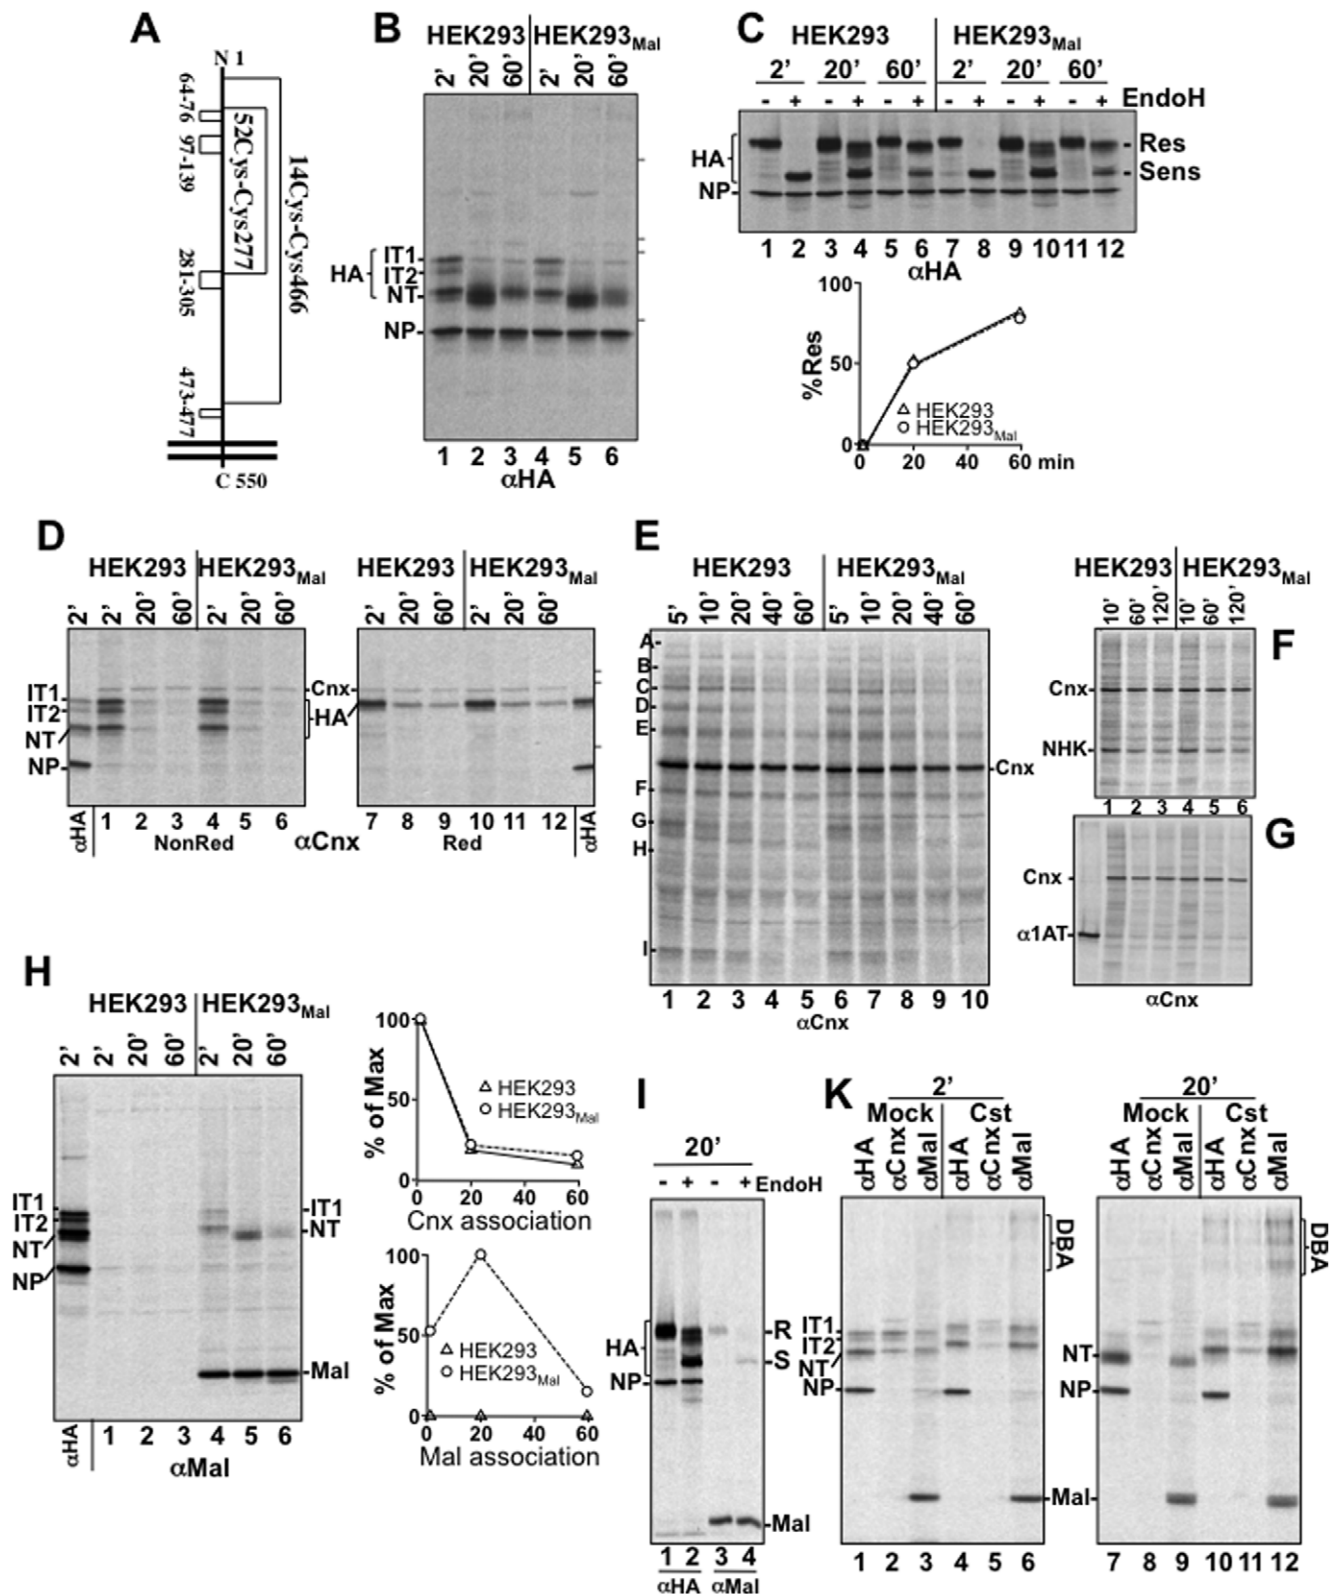 A
N 1
64-76
97-139
281-305
473-477
52Cys-Cys277
14Cys-Cys466
C 550
B
HEK293 HEK293Mal
2' 20' 60' 2' 20' 60'
HA
IT1
IT2
NT
NP
1 2 3 4 5 6
αHA
C
HEK293 HEK293Mal
2' 20' 60' 2' 20' 60'
- + - + - + - + - + - + EndoH
HA
NP
Res
Sens
1 2 3 4 5 6 7 8 9 10 11 12
αHA
100
50
0
%Res
HEK293
HEK293Mal
0 20 40 60 min
D
HEK293 HEK293Mal HEK293 HEK293Mal
2' 2' 20' 60' 2' 20' 60' 2' 20' 60' 2' 20' 60'
IT1
IT2
NT
NP
Cnx
HA
αHA 1 2 3 4 5 6 7 8 9 10 11 12 αHA
NonRed αCnx Red
E
HEK293 HEK293Mal
5' 10' 20' 40' 60' 5' 10' 20' 40' 60'
A
B
C
D
E
F
G
H
I
Cnx
1 2 3 4 5 6 7 8 9 10
αCnx
HEK293 HEK293Mal
10' 60' 120' 10' 60' 120'
F
Cnx
NHK
1 2 3 4 5 6
G
Cnx
α1AT
αCnx
H
HEK293 HEK293Mal
2' 2' 20' 60' 2' 20' 60'
IT1
IT2
NT
NP
IT1
NT
Mal
αHA 1 2 3 4 5 6
αMal
100
50
0
% of Max
HEK293
HEK293Mal
0 20 40 60
Cnx association
100
50
0
% of Max
HEK293
HEK293Mal
0 20 40 60
Mal association
I
20'
- + - + EndoH
HA
NP
R
S
Mal
1 2 3 4
αHA αMal
K
2'
Mock Cst
αHA αCnx αMal αHA αCnx αMal
DBA
IT1
IT2
NT
NP
Mal
1 2 3 4 5 6
20'
Mock Cst
αHA αCnx αMal αHA αCnx αMal
DBA
NT
NP
7 8 9 10 11 12